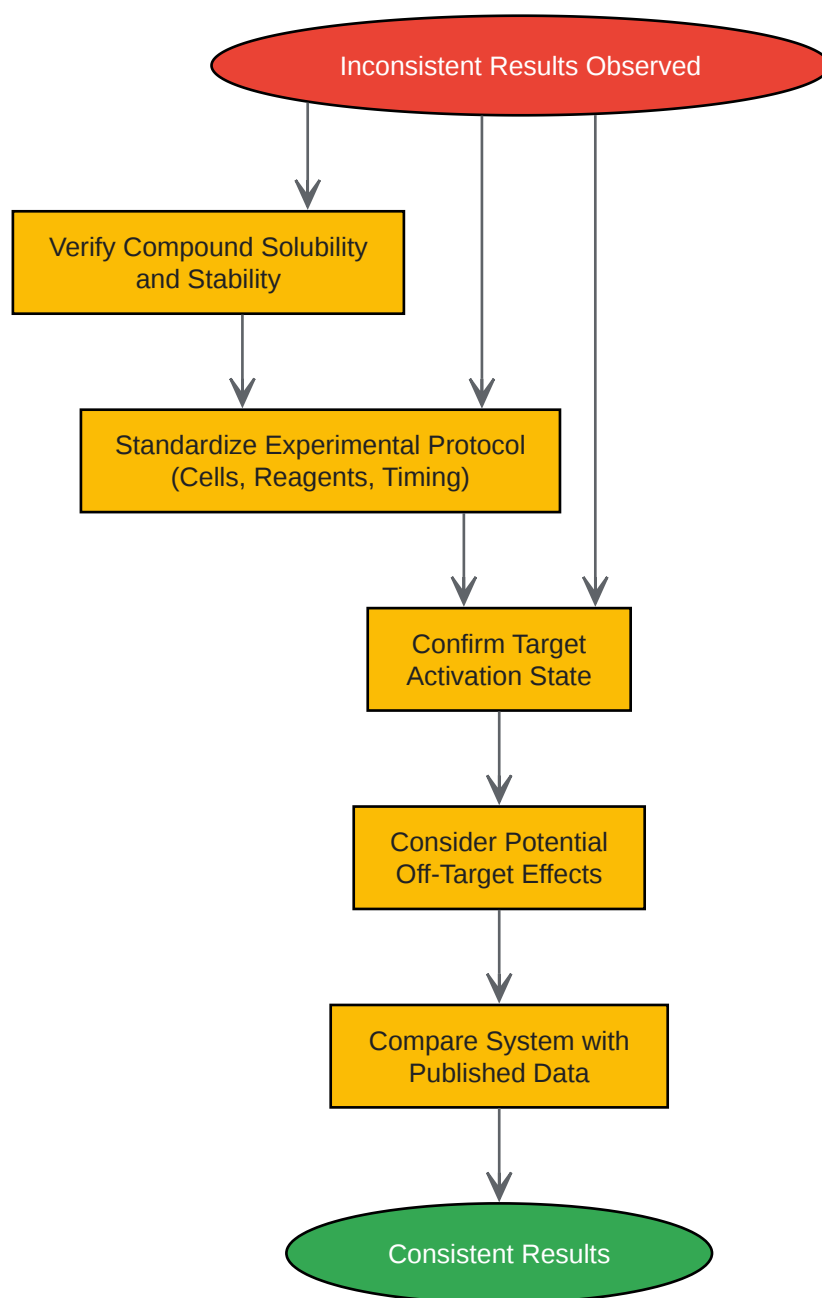 Inconsistent Results Observed
Verify Compound Solubility
and Stability
Standardize Experimental Protocol
(Cells, Reagents, Timing)
Confirm Target
Activation State
Consider Potential
Off-Target Effects
Compare System with
Published Data
Consistent Results